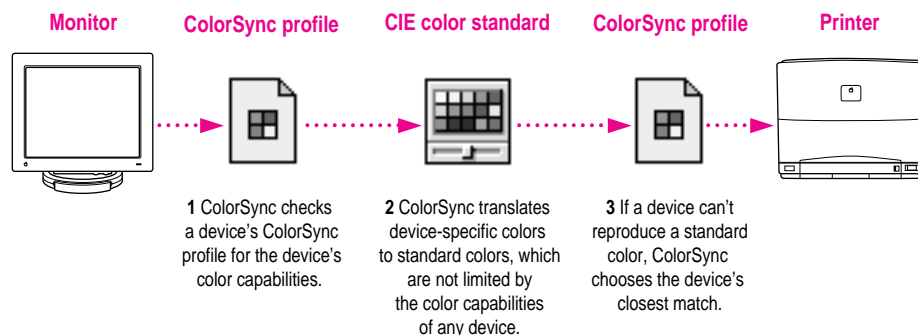 Monitor
ColorSync profile
CIE color standard
ColorSync profile
Printer
1 ColorSync checks
a device’s ColorSync
profile for the device’s
color capabilities.
2 ColorSync translates
device-specific colors
to standard colors, which
are not limited by
the color capabilities
of any device.
3 If a device can’t
reproduce a standard
color, ColorSync
chooses the device’s
closest match.